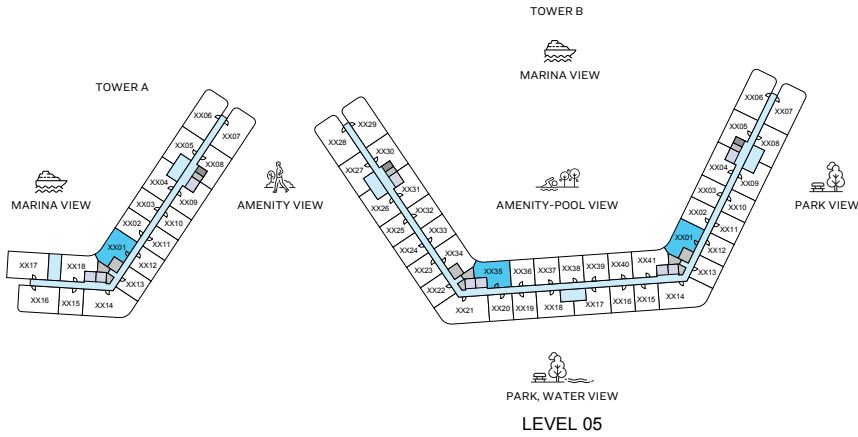 TOWER B
MARINA VIEW
TOWER A
MARINA VIEW
AMENITY VIEW
AMENITY-POOL VIEW
PARK VIEW
XX06
XX07
XX05
XX08
XX04
XX09
XX03
XX10
XX02
XX11
XX01
XX12
XX13
XX17
XX18
XX16
XX15
XX14
XX29
XX28
XX30
XX27
XX31
XX26
XX32
XX25
XX33
XX24
XX34
XX23
XX22
XX21
XX35
XX36
XX37
XX38
XX39
XX40
XX41
XX20
XX19
XX18
XX17
XX16
XX15
XX14
XX06
XX07
XX05
XX08
XX04
XX09
XX03
XX10
XX02
XX11
XX01
XX12
XX13
PARK, WATER VIEW
LEVEL 05